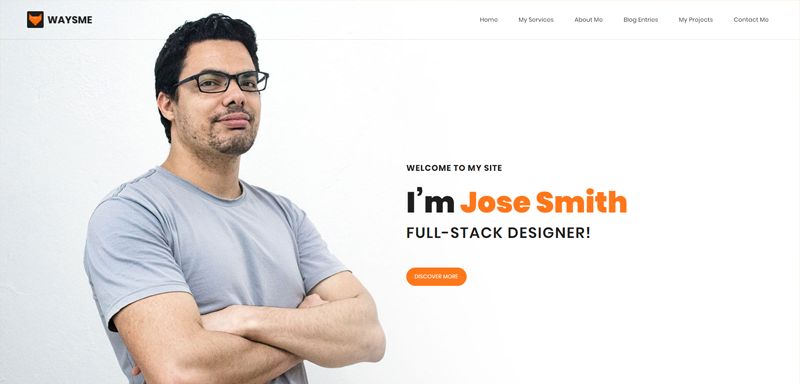 WAYSME
Home My Services About Me Blog Entries My Projects Contact Me
WELCOME TO MY SITE
I’m Jose Smith
FULL-STACK DESIGNER!
DISCOVER MORE